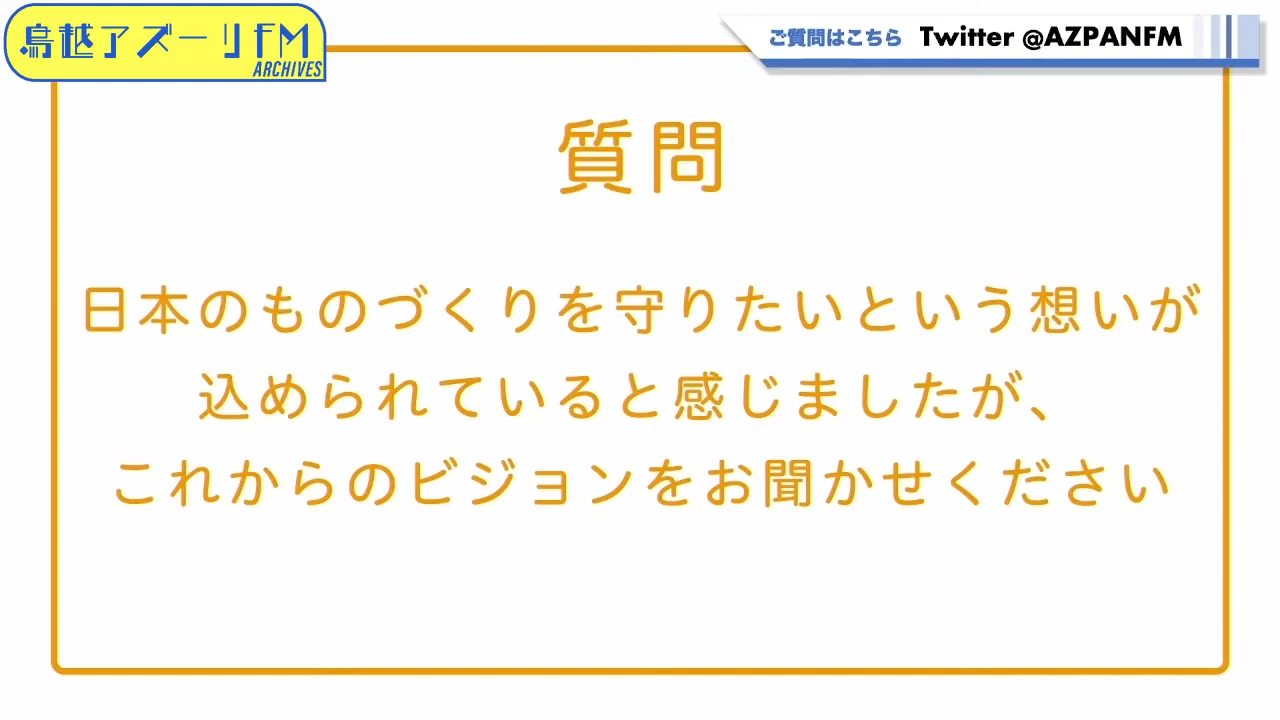 鳥越アズーリFM
ARCHIVES
ご質問はこちら Twitter @AZPANFM
質問
日本のものづくりを守りたいという想いが
込められていると感じましたが、
これからのビジョンをお聞かせください